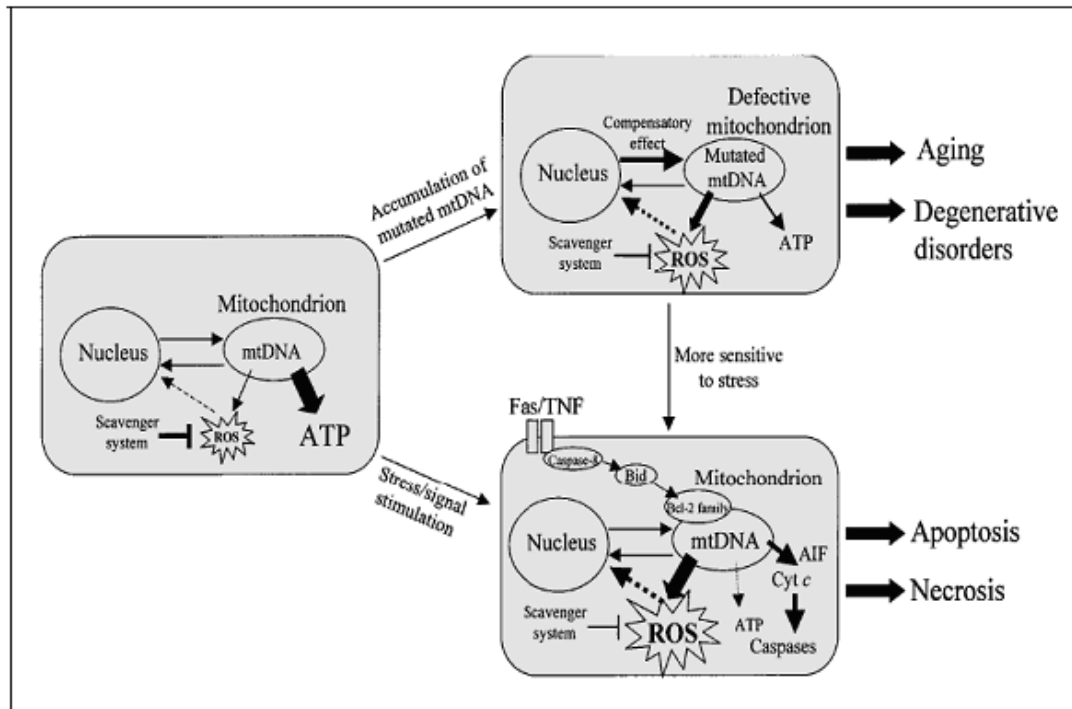 Accumulation of
mutated mtDNA
Stress/signal
stimulation
Mitochondrion
Nucleus
mtDNA
Scavenger
system
ROS
ATP
Defective
mitochondrion
Compensatory
effect
Nucleus
Mutated
mtDNA
Scavenger
system
ROS
ATP
Aging
Degenerative
disorders
More sensitive
to stress
Fas/TNF
Caspase-8
Bid
Bcl-2 family
Mitochondrion
Nucleus
mtDNA
AIF
Cyt c
Scavenger
system
ROS
ATP
Caspases
Apoptosis
Necrosis